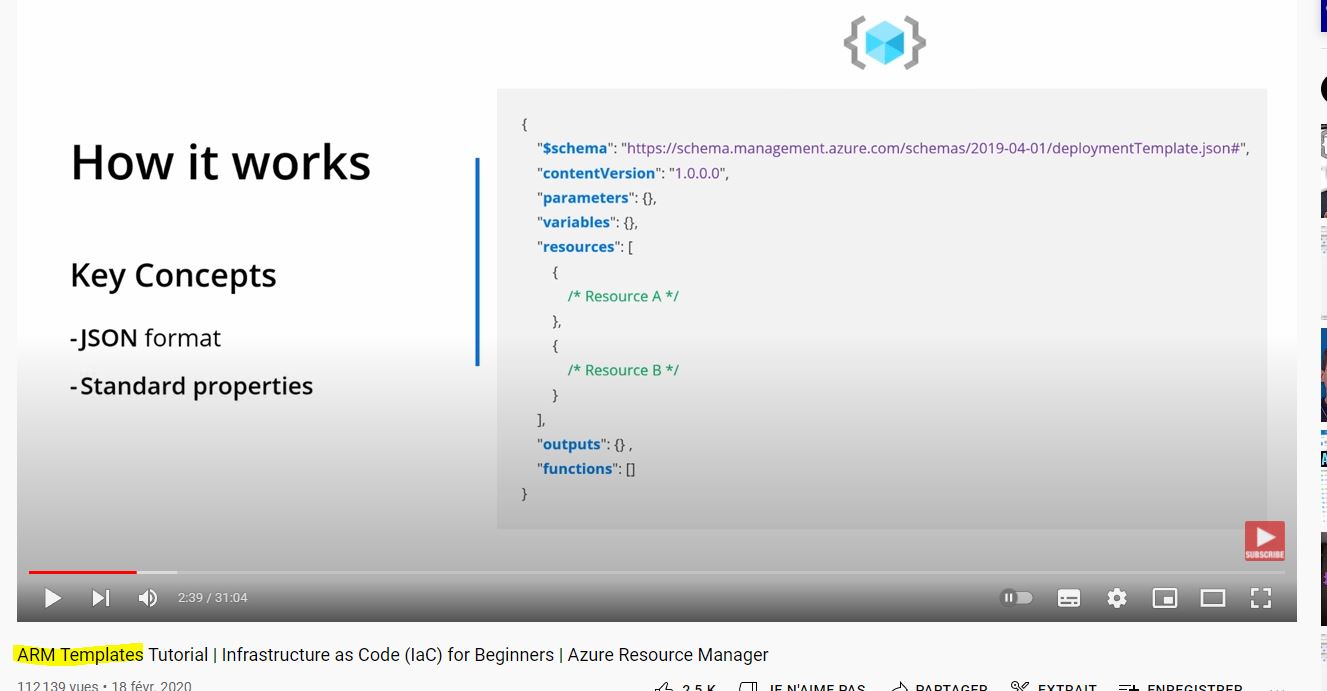 How it works
Key Concepts
-JSON format
-Standard properties
{
"$schema": "https://schema.management.azure.com/schemas/2019-04-01/deploymentTemplate.json#",
"contentVersion": "1.0.0.0",
"parameters": {},
"variables": {},
"resources": [
{
/* Resource A */
},
{
/* Resource B */
}
],
"outputs": {} ,
"functions": []
}
SUBSCRIBE
2:39 / 31:04
ARM Templates Tutorial | Infrastructure as Code (IaC) for Beginners | Azure Resource Manager
112 139 vues • 18 févr. 2020
2,5 K JE N'AIME PAS PARTAGER EXTRAIT ENREGISTRER